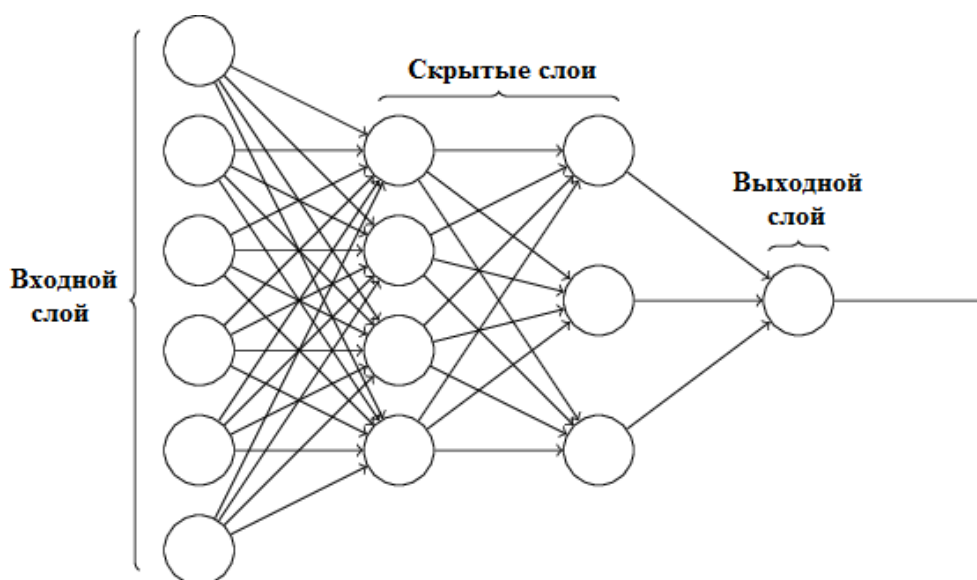 Скрытые слои
Выходной
слой
Входной
слой